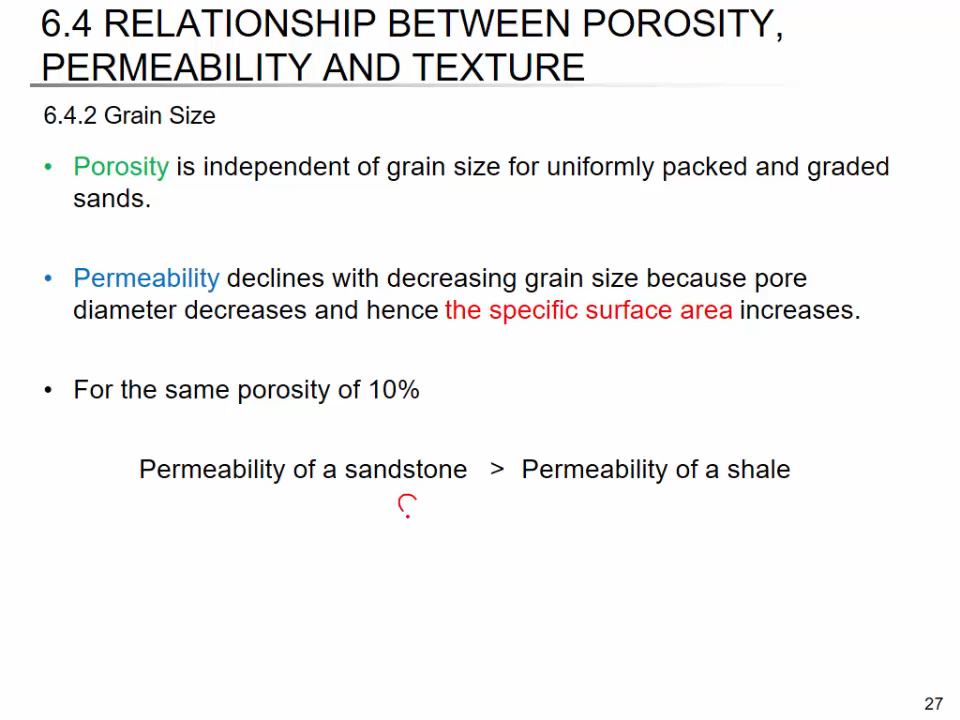 6.4 RELATIONSHIP BETWEEN POROSITY,
PERMEABILITY AND TEXTURE
6.4.2 Grain Size
• Porosity is independent of grain size for uniformly packed and graded
sands.
• Permeability declines with decreasing grain size because pore
diameter decreases and hence the specific surface area increases.
• For the same porosity of 10%
Permeability of a sandstone > Permeability of a shale
27